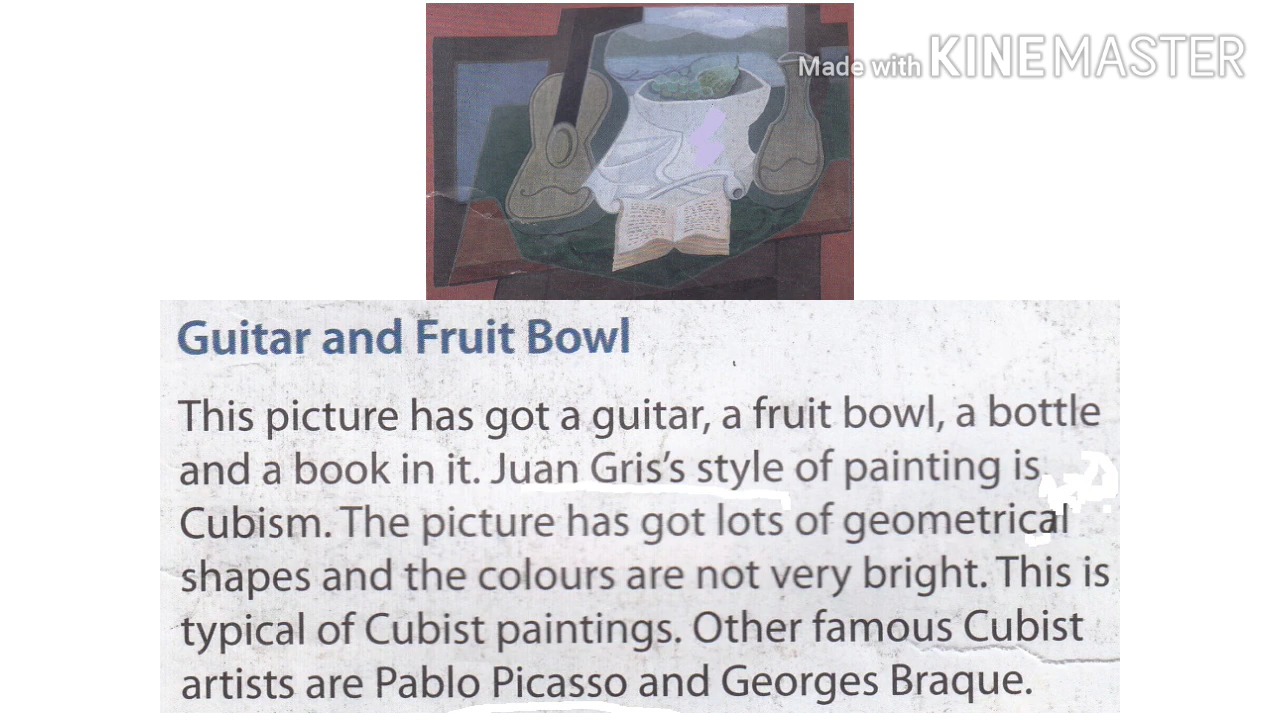 Made with KINEMASTER
Guitar and Fruit Bowl
This picture has got a guitar, a fruit bowl, a bottle
and a book in it. Juan Gris's style of painting is
Cubism. The picture has got lots of geometrical
shapes and the colours are not very bright. This is
typical of Cubist paintings. Other famous Cubist
artists are Pablo Picasso and Georges Braque.